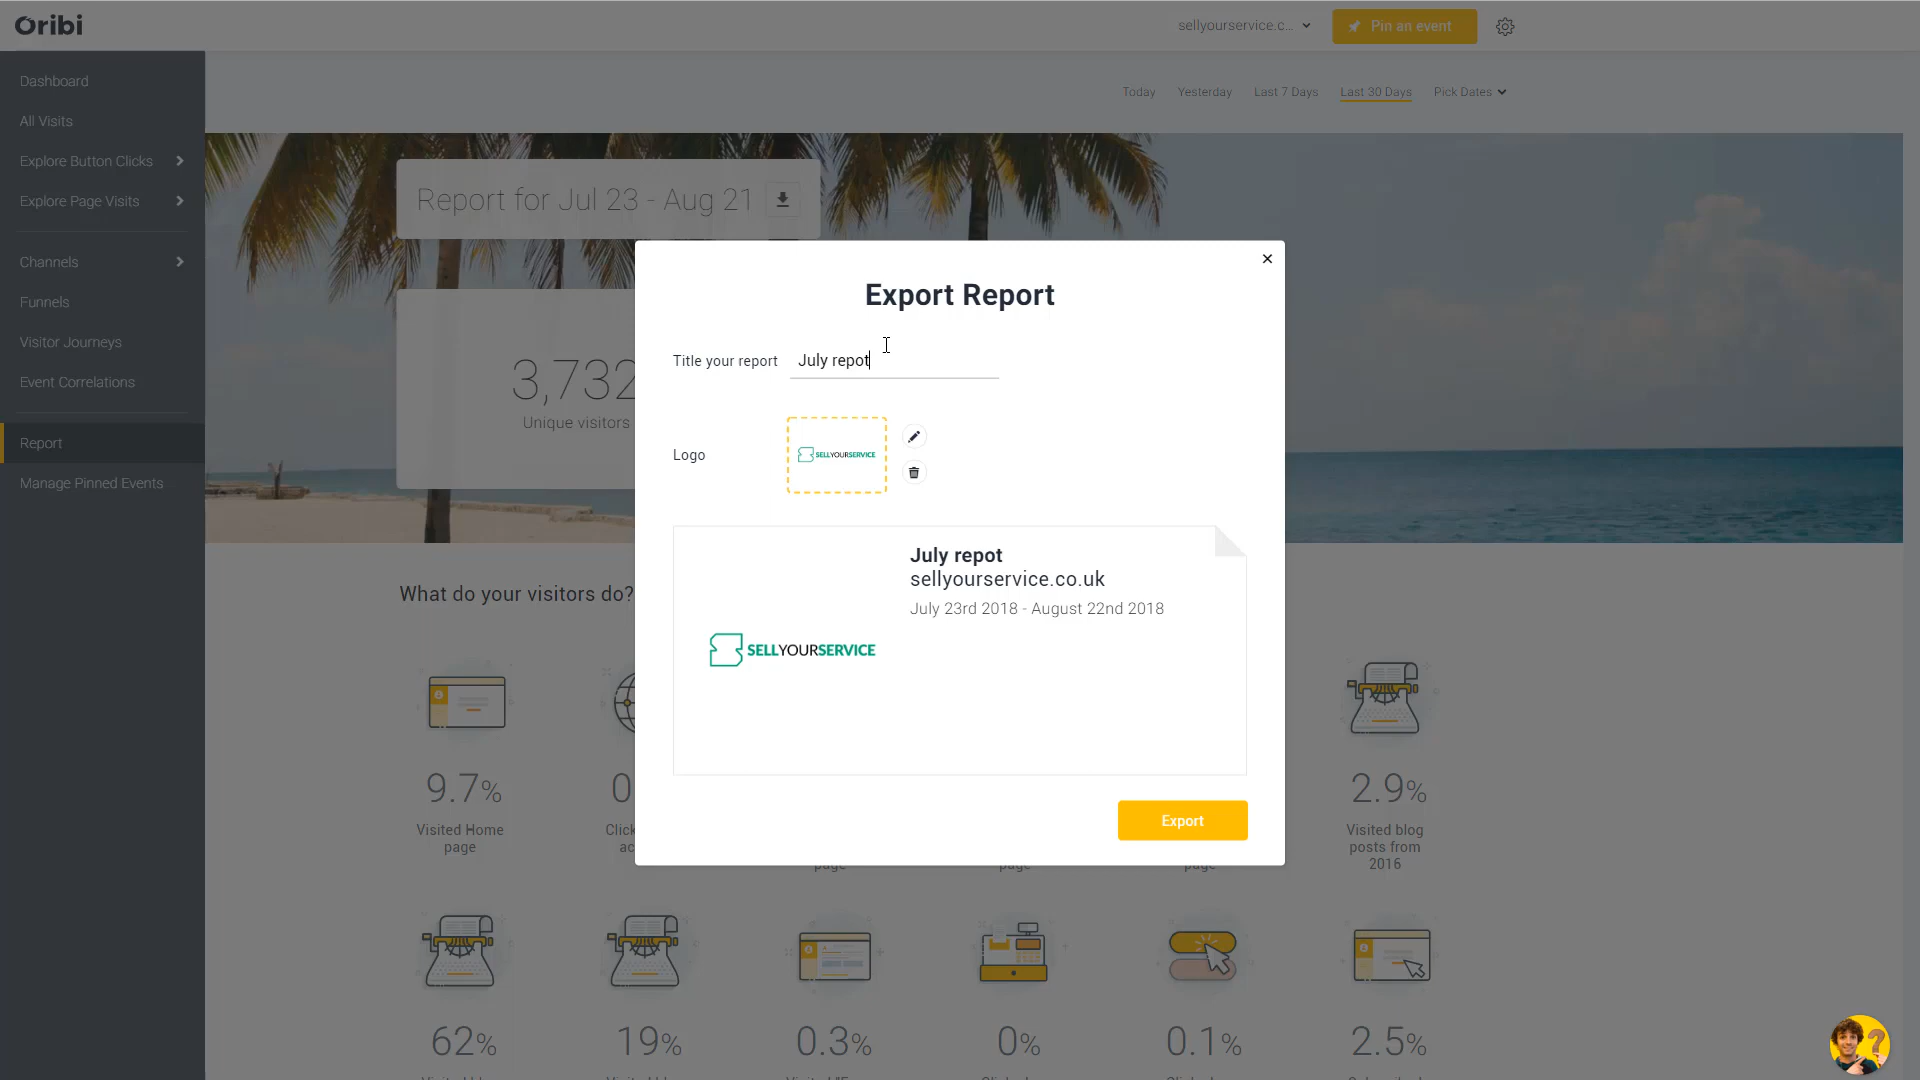 Oribi
sellyourservice.c...
Pin an event
Dashboard
All Visits
Explore Button Clicks
Explore Page Visits
Channels
Funnels
Visitor Journeys
Event Correlations
Report
Manage Pinned Events
Today
Yesterday
Last 7 Days
Last 30 Days
Pick Dates
Report for Jul 23 - Aug 21
3,732
Unique visitors
Export Report
Title your report
July repot
Logo
SELLYOURSERVICE
July repot
sellyourservice.co.uk
July 23rd 2018 - August 22nd 2018
SELLYOURSERVICE
Export
What do your visitors do?
9.7%
Visited Home
page
0
page
page
page
2.9%
Visited blog
posts from
2016
62%
19%
0.3%
0%
0.1%
2.5%